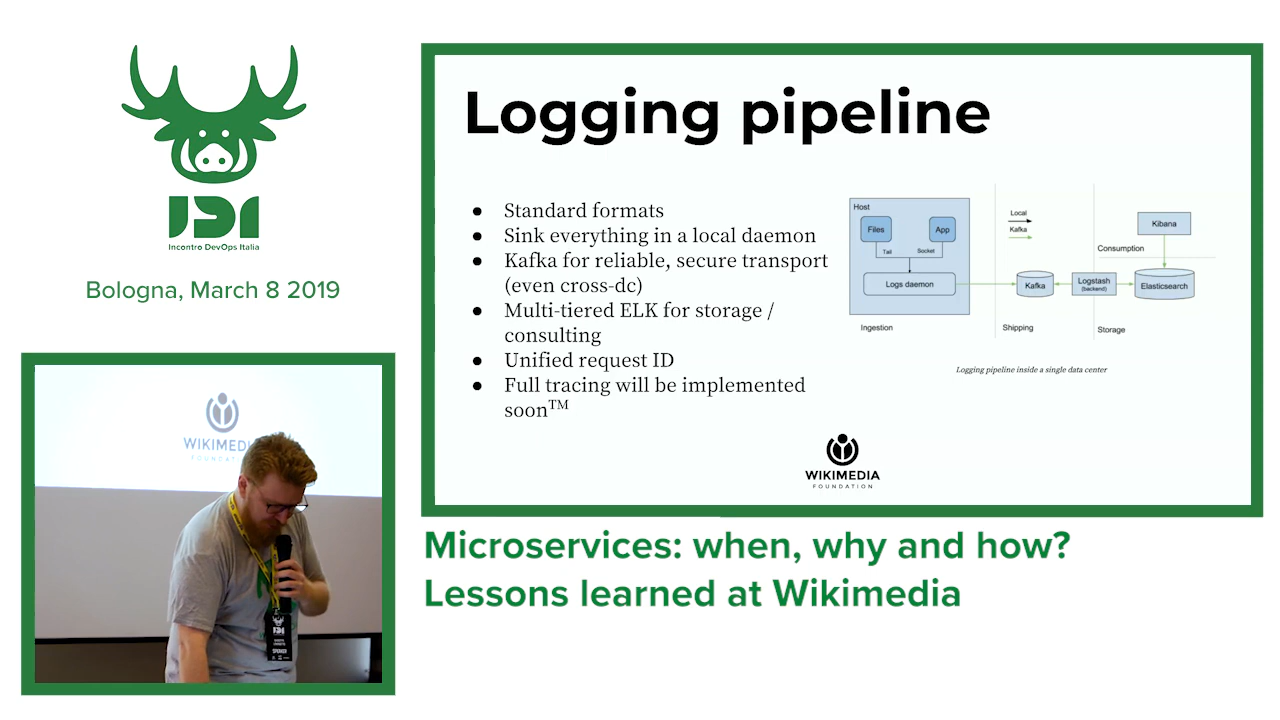 IDI
Incontro DevOps Italia
Bologna, March 8 2019
WIKIMEDI
SPEAKER
Logging pipeline
● Standard formats
● Sink everything in a local daemon
● Kafka for reliable, secure transport
(even cross-dc)
● Multi-tiered ELK for storage /
consulting
● Unified request ID
● Full tracing will be implemented
soonTM
Host
Files
App
Tail
Socket
Logs daemon
Ingestion
Local
Kafka
Kafka
Shipping
Logstash
(backend)
Storage
Consumption
Kibana
Elasticsearch
Logging pipeline inside a single data center
WIKIMEDIA
FOUNDATION
Microservices: when, why and how?
Lessons learned at Wikimedia